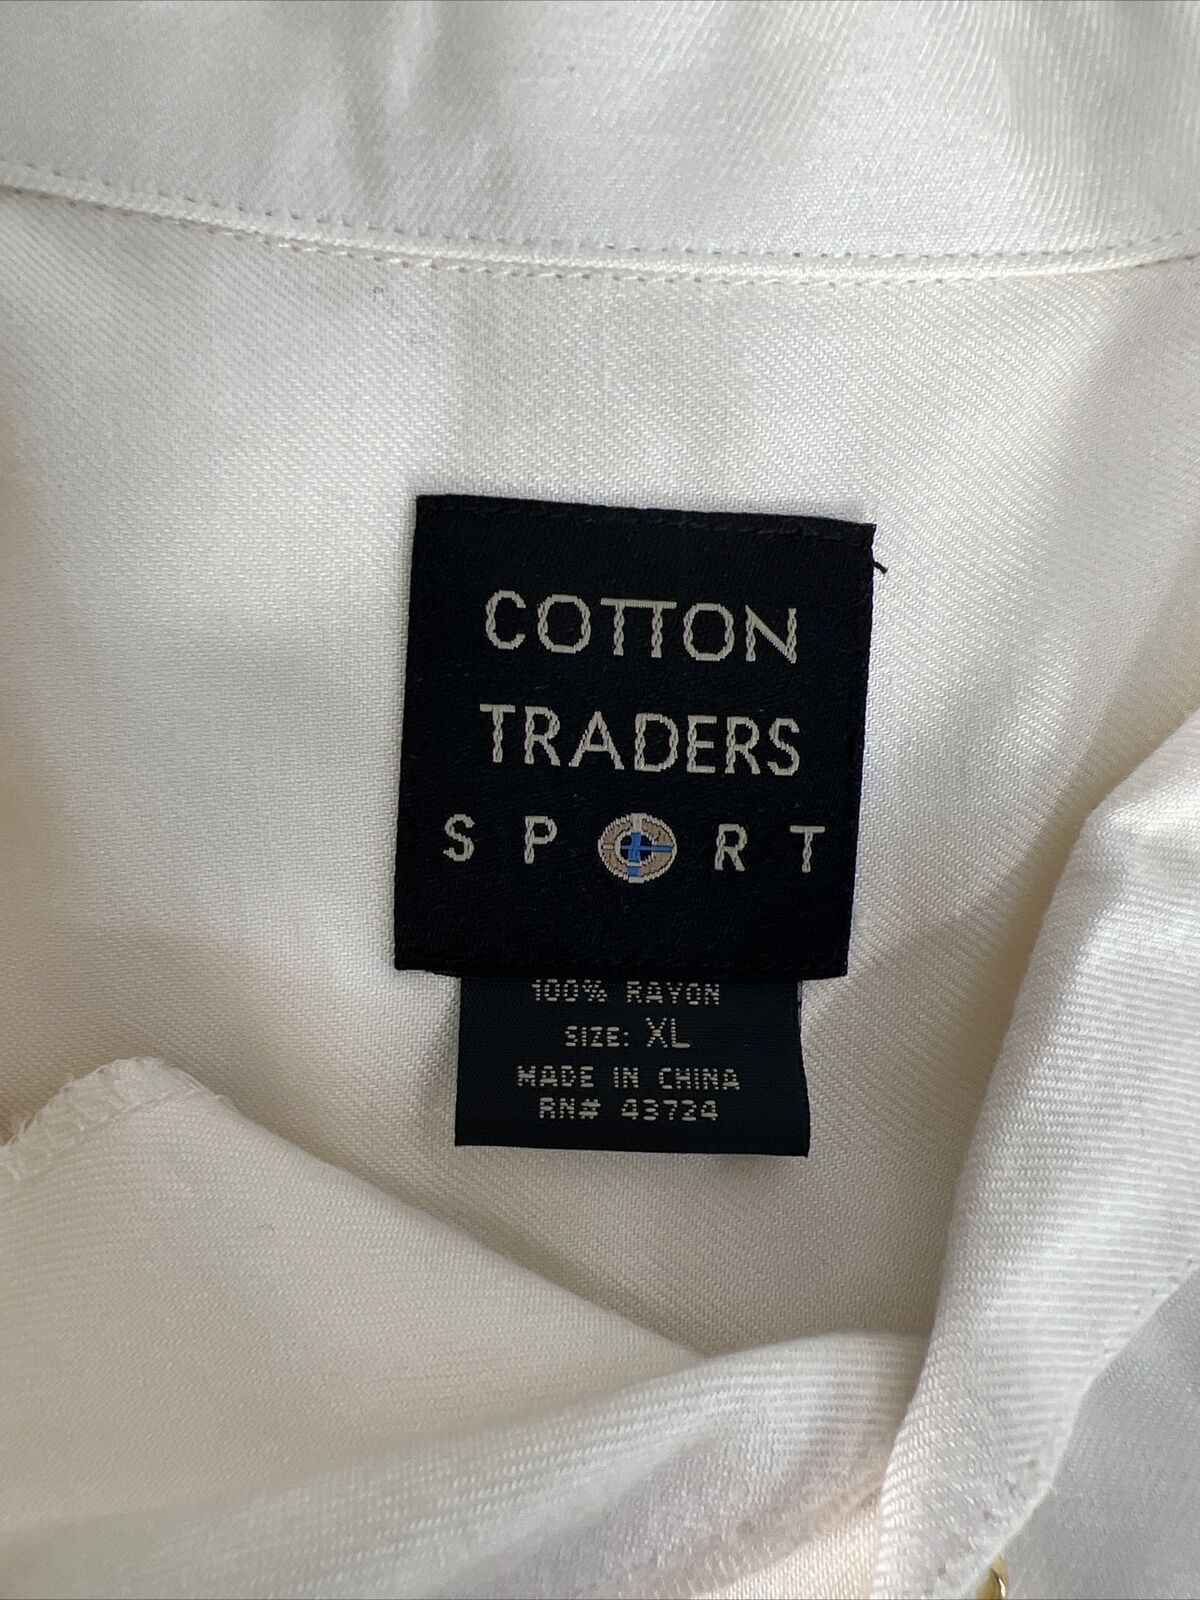 COTTON
TRADERS
SPORT
100% RAYON
SIZE: XL
MADE IN CHINA
RN# 43724